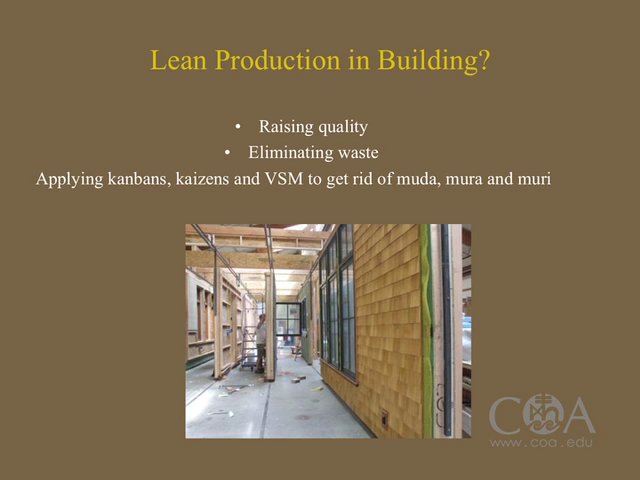 Lean Production in Building?
• Raising quality
• Eliminating waste
Applying kanbans, kaizens and VSM to get rid of muda, mura and muri
COA
www.coa.edu